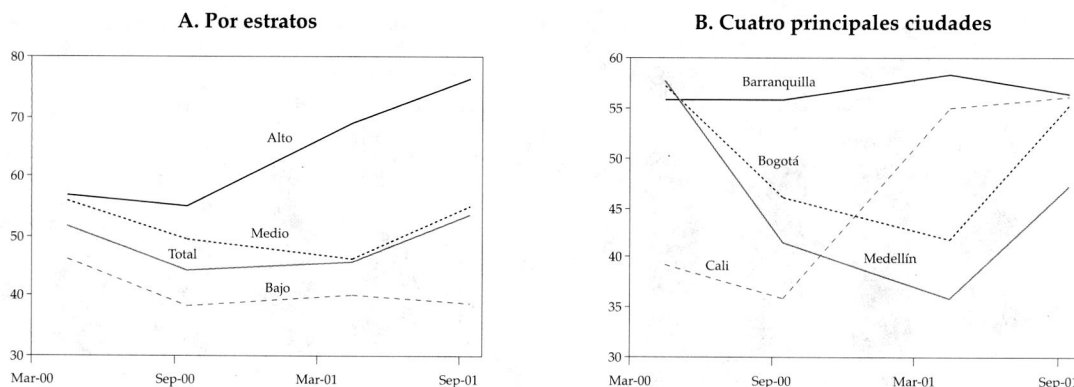 A. Por estratos
80
70
60
50
40
30
Alto
Medio
Total
Bajo
Mar-00
Sep-00
Mar-01
Sep-01
B. Cuatro principales ciudades
60
55
50
45
40
35
30
Barranquilla
Bogotá
Cali
Medellín
Mar-00
Sep-00
Mar-01
Sep-01